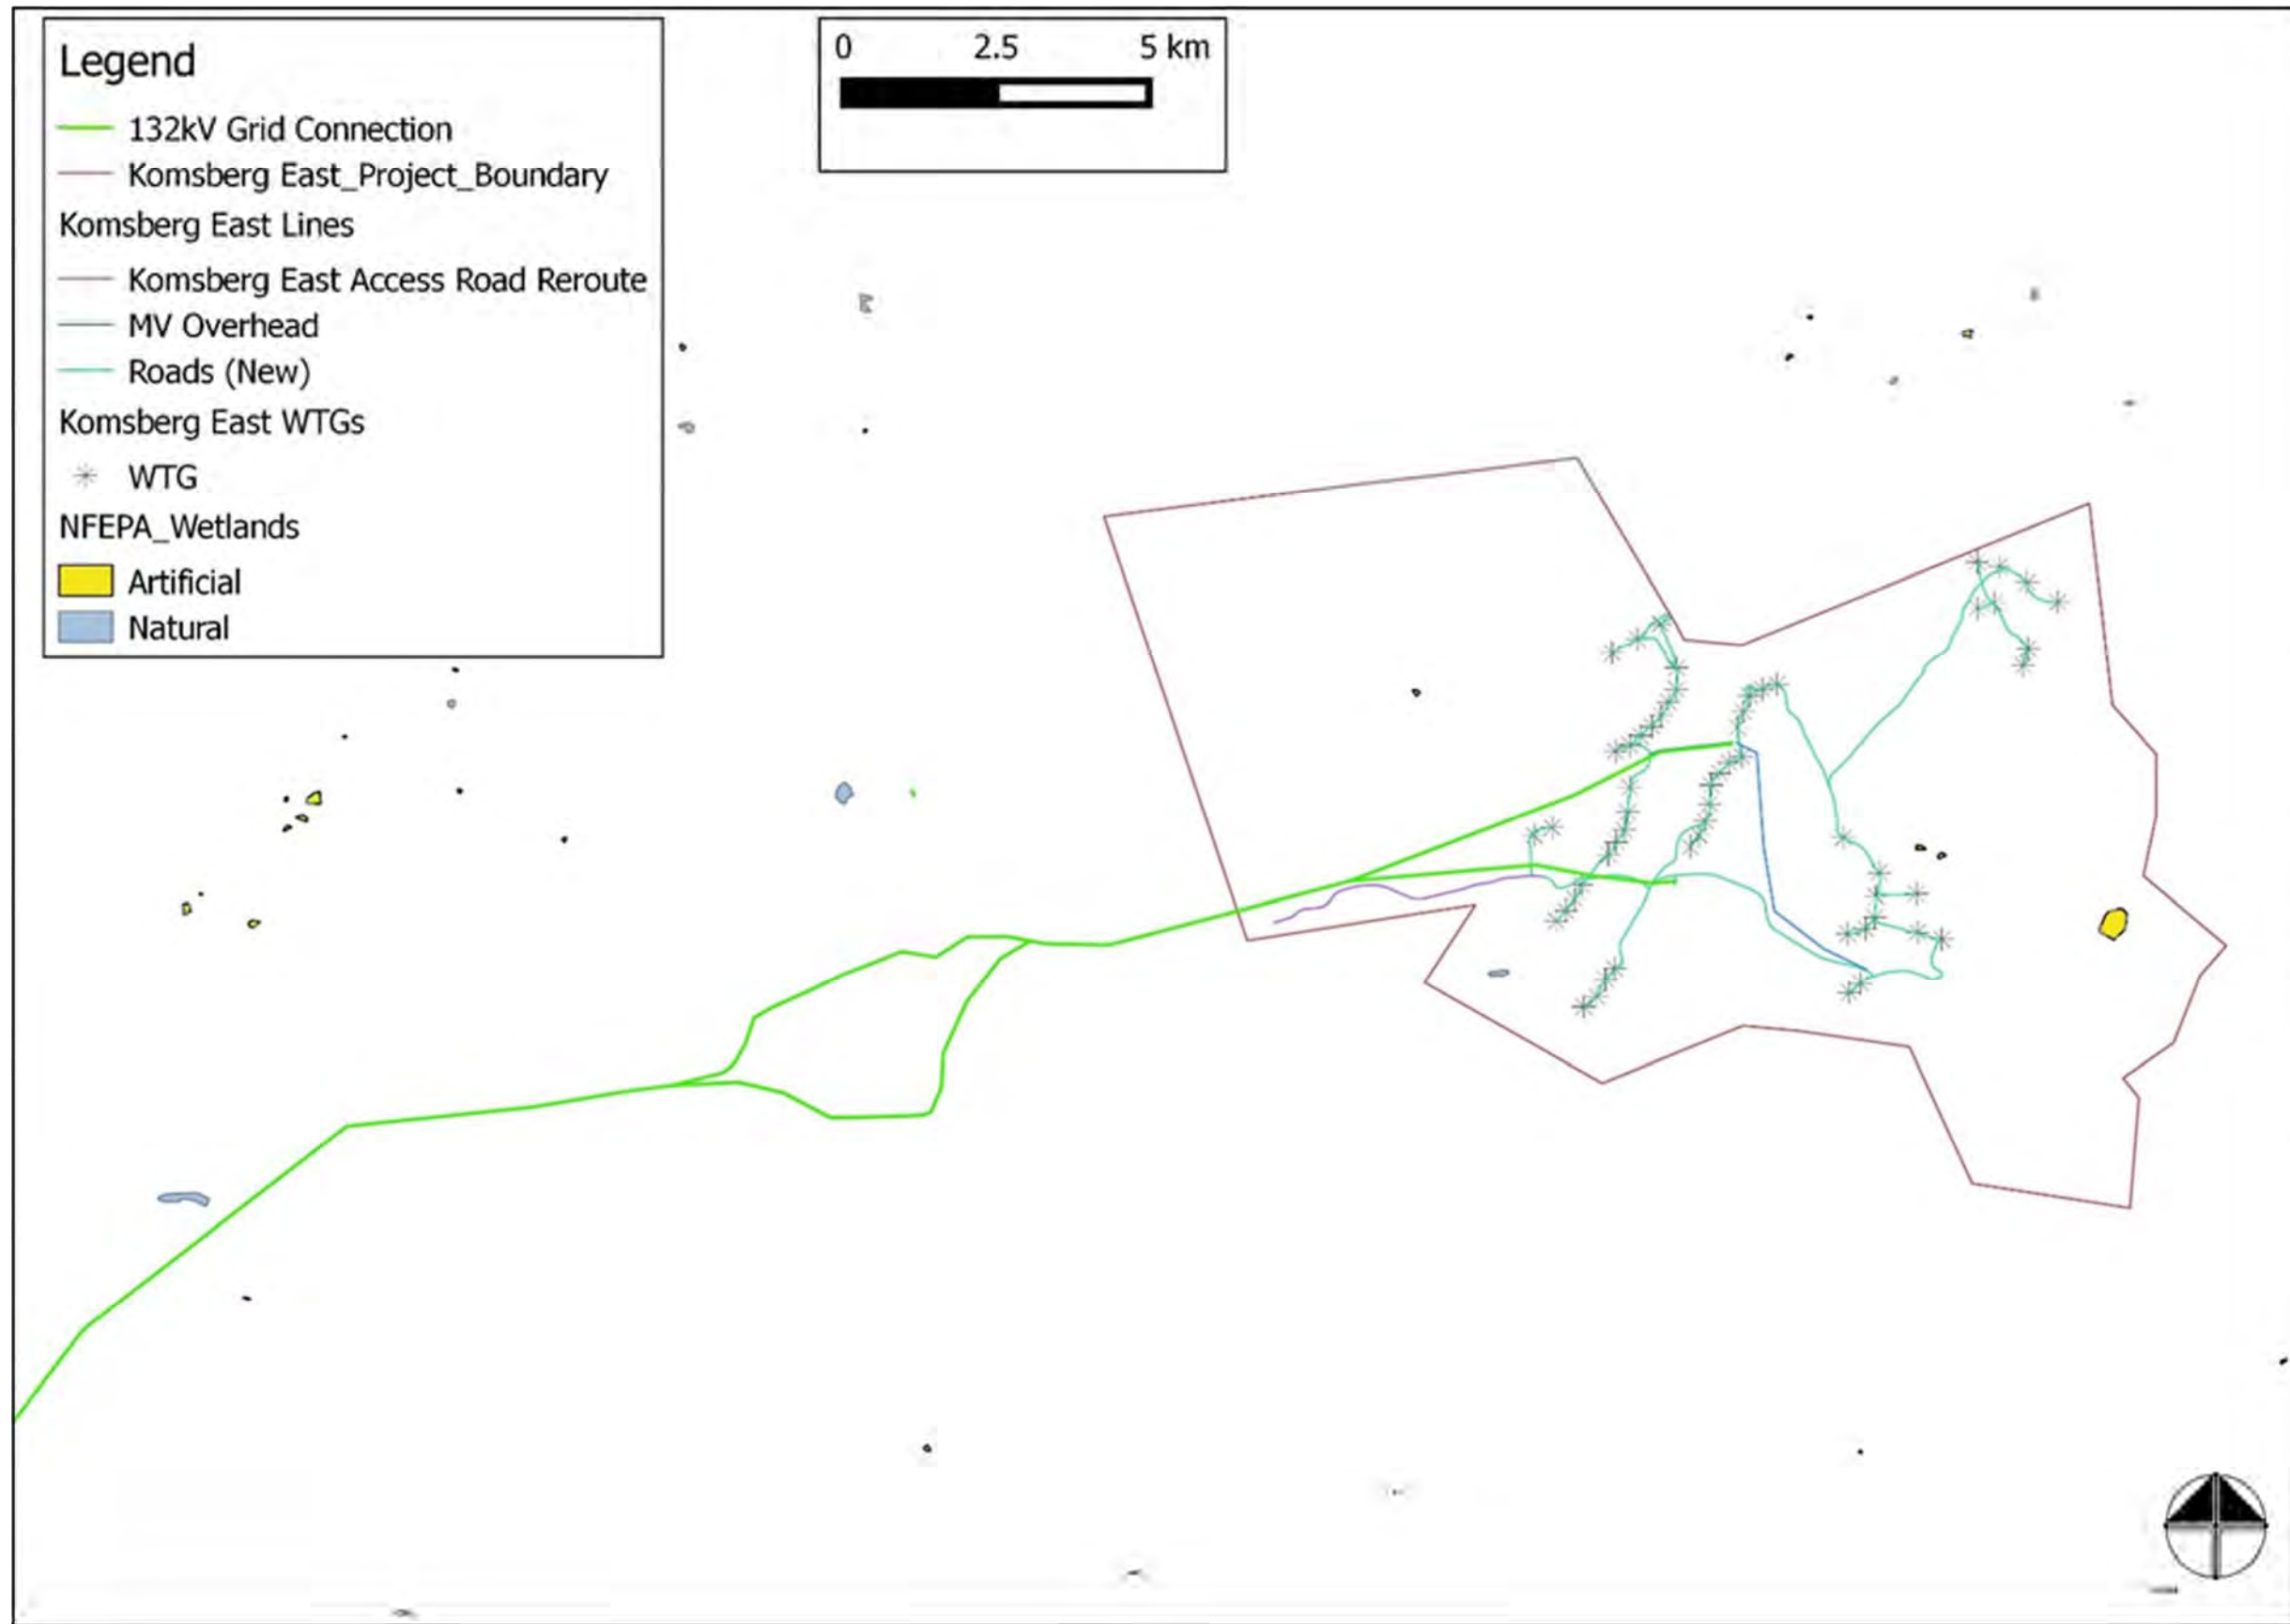 Legend
132kV Grid Connection
Komsberg East_Project_Boundary
Komsberg East Lines
Komsberg East Access Road Reroute
MV Overhead
Roads (New)
Komsberg East WTGs
WTG
NFEPA_Wetlands
Artificial
Natural
0 2.5 5 km